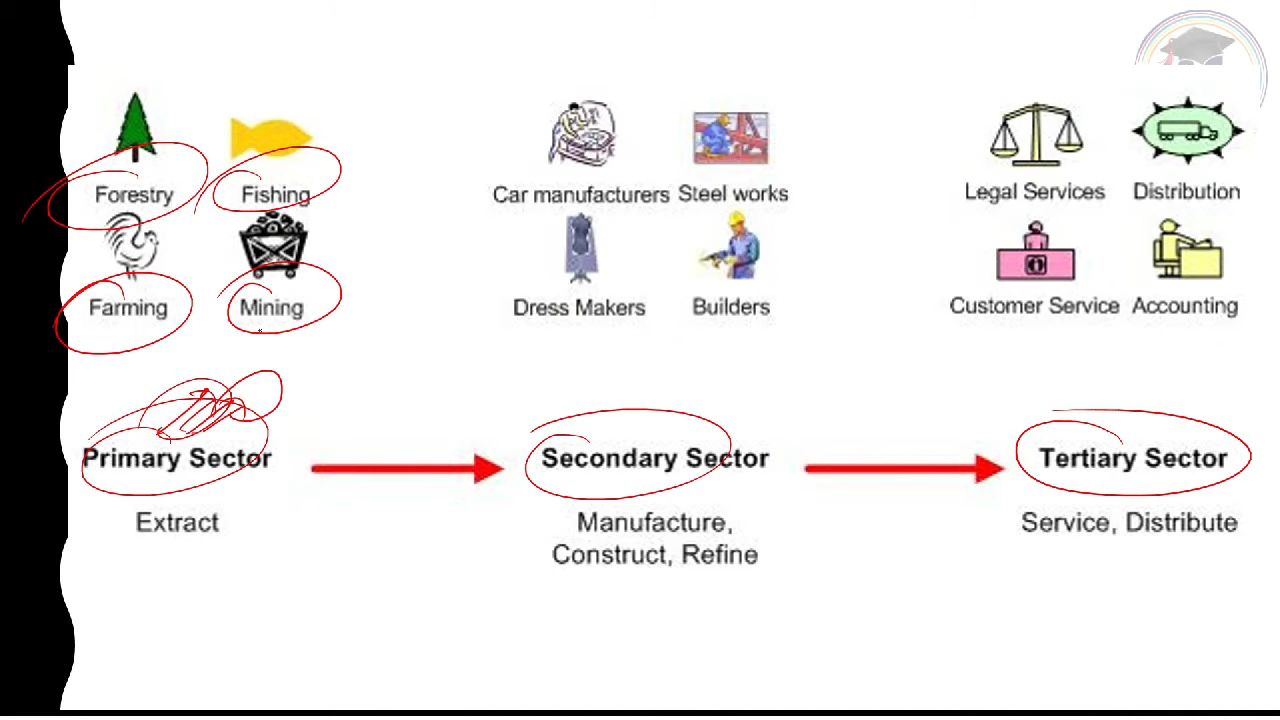 Forestry
Fishing
Farming
Mining
Primary Sector
Extract
Car manufacturers
Steel works
Dress Makers
Builders
Secondary Sector
Manufacture,
Construct, Refine
Legal Services
Distribution
Customer Service
Accounting
Tertiary Sector
Service, Distribute